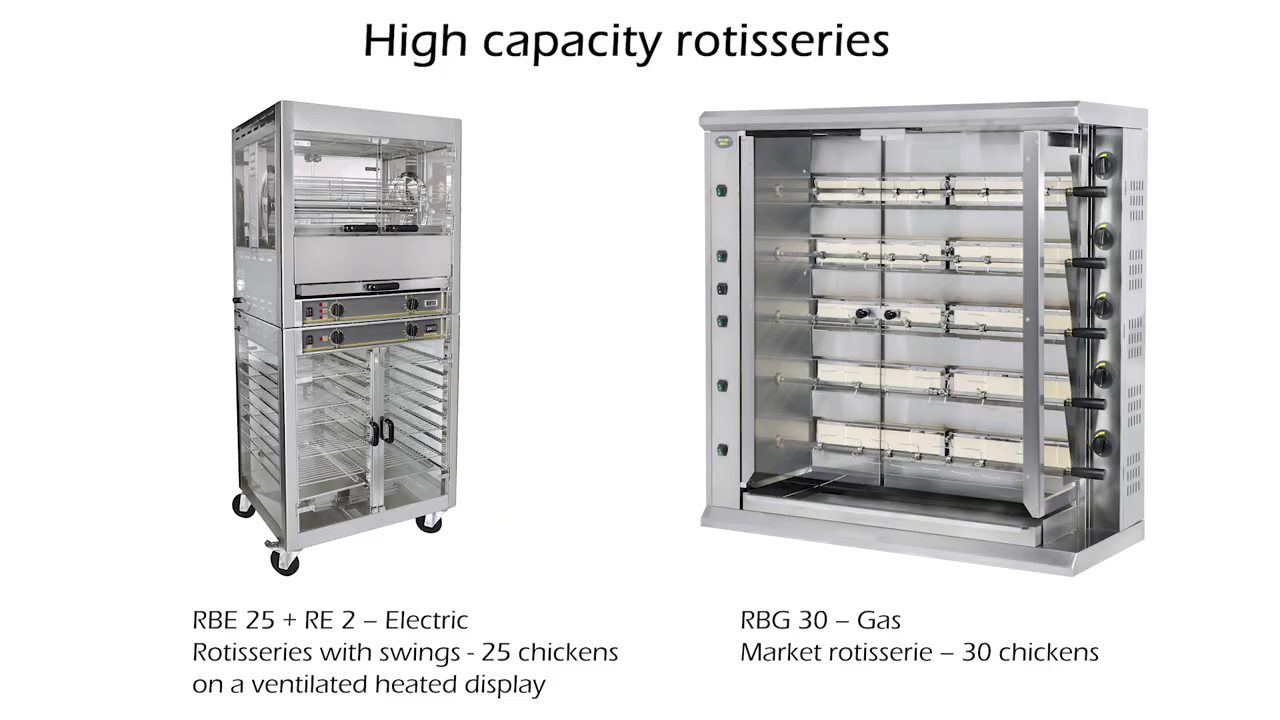 High capacity rotisseries
RBE 25 + RE 2 – Electric
Rotisseries with swings - 25 chickens
on a ventilated heated display
RBG 30 – Gas
Market rotisserie – 30 chickens